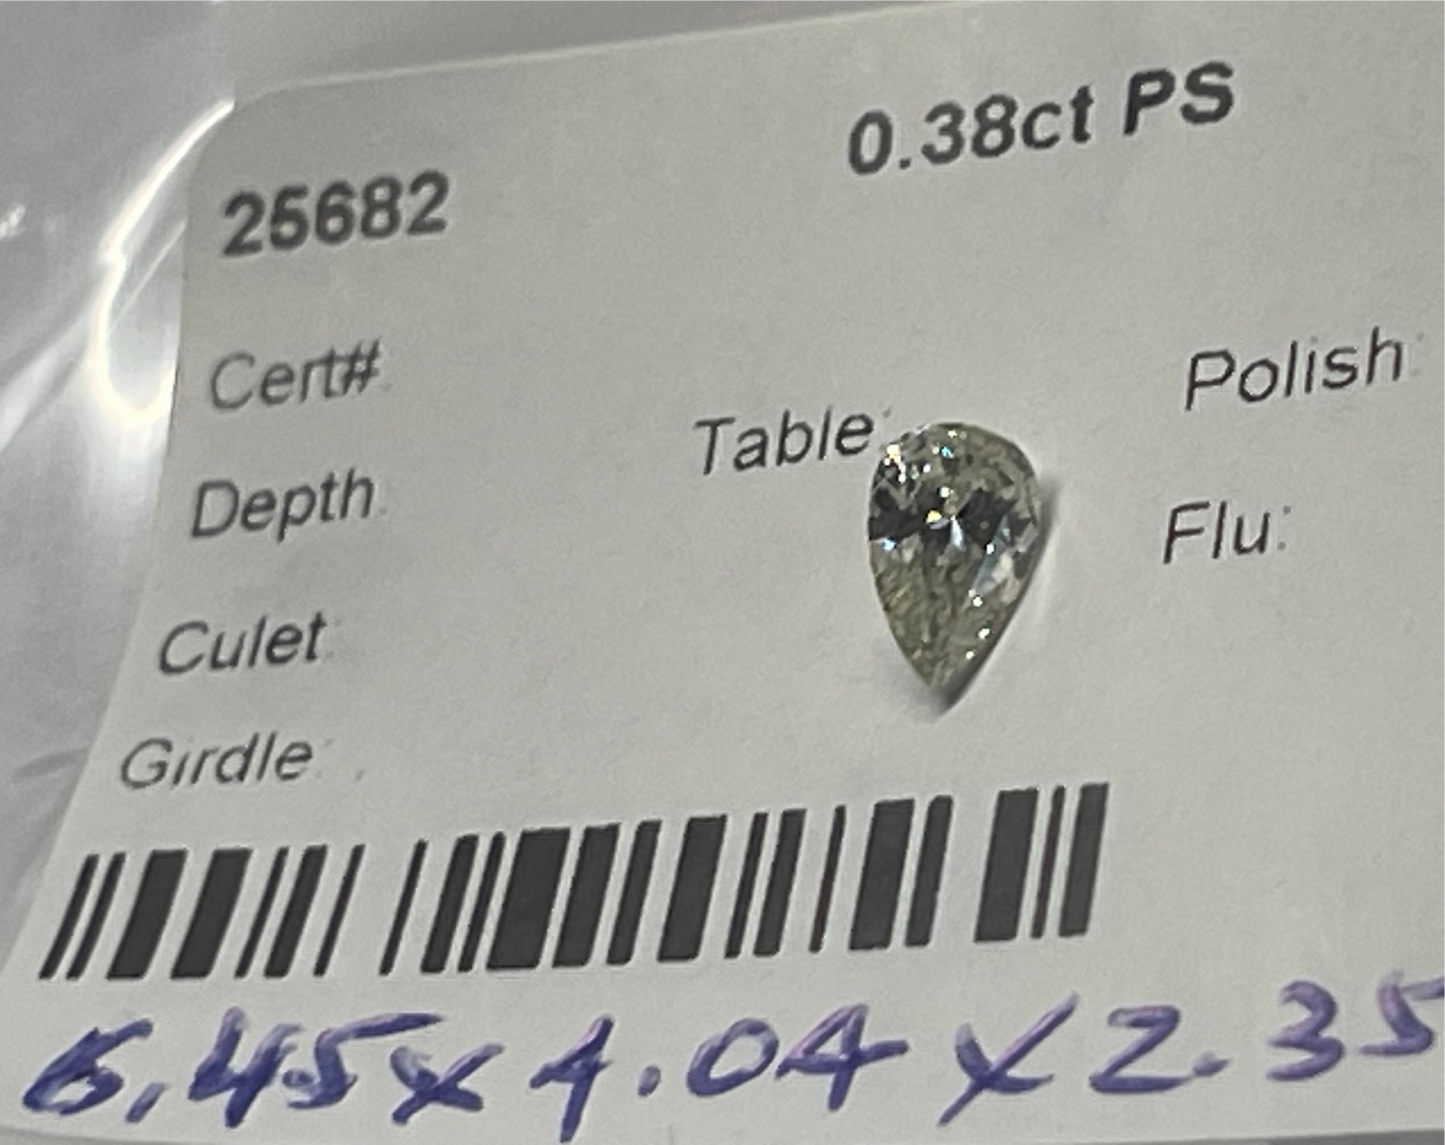 0.38ct PS
25682
Cert#
Polish:
Table:
Depth:
Flu:
Culet:
Girdle:
6.45x4.04x2.35